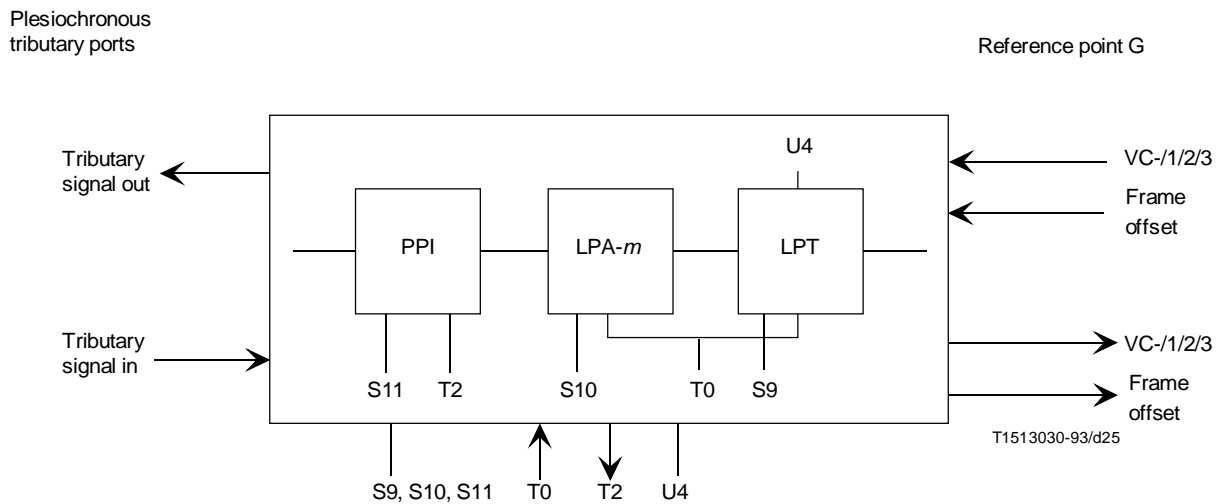 Plesiochronous
tributary ports
Reference point G
U4
Tributary
signal out
VC-/1/2/3
Frame
offset
PPI
LPA-m
LPT
Tributary
signal in
VC-/1/2/3
Frame
offset
S11
T2
S10
T0
S9
T1513030-93/d25
S9, S10, S11
T0
T2
U4